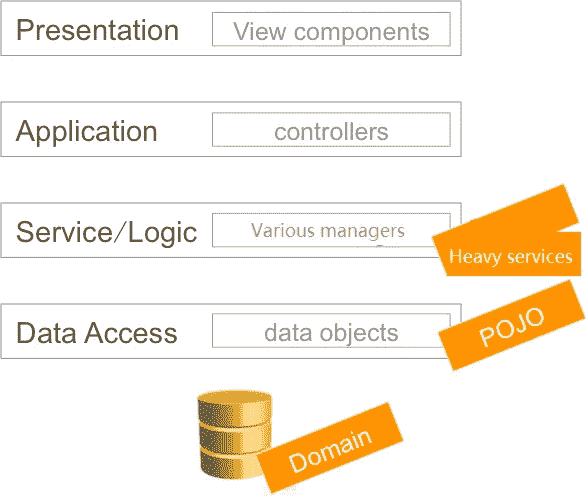 Presentation
View components
Application
controllers
Service/Logic
Various managers
Heavy services
Data Access
data objects
POJO
Domain